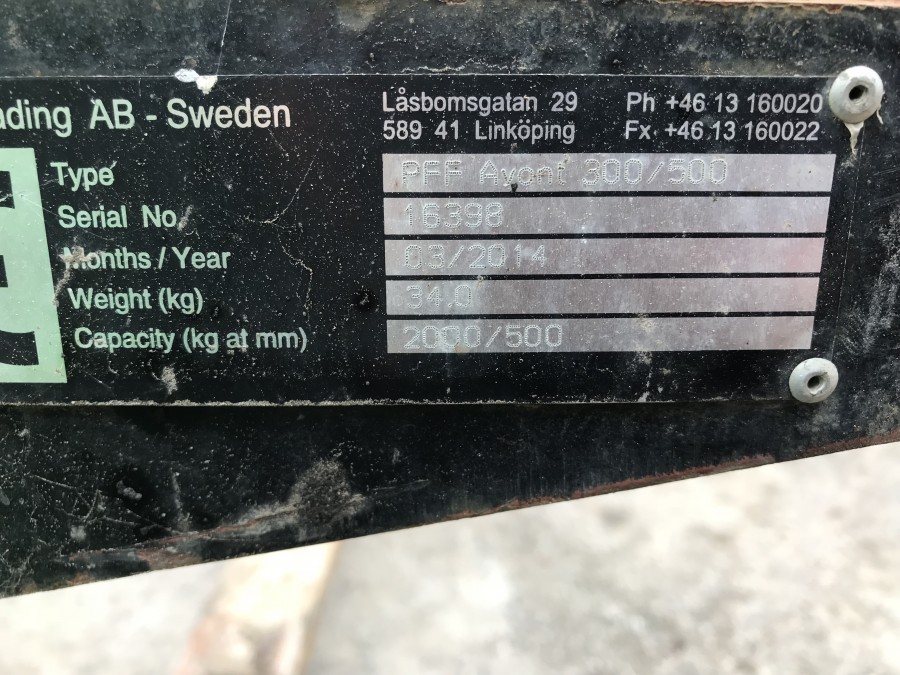 ading AB - Sweden
Låsbomsgatan 29 Ph +46 13 160020
589 41 Linköping Fx +46 13 160022
Type PFF Avont 300/500
Serial No. 16398
Months / Year 03/2014
Weight (kg) 34.0
Capacity (kg at mm) 2000/500